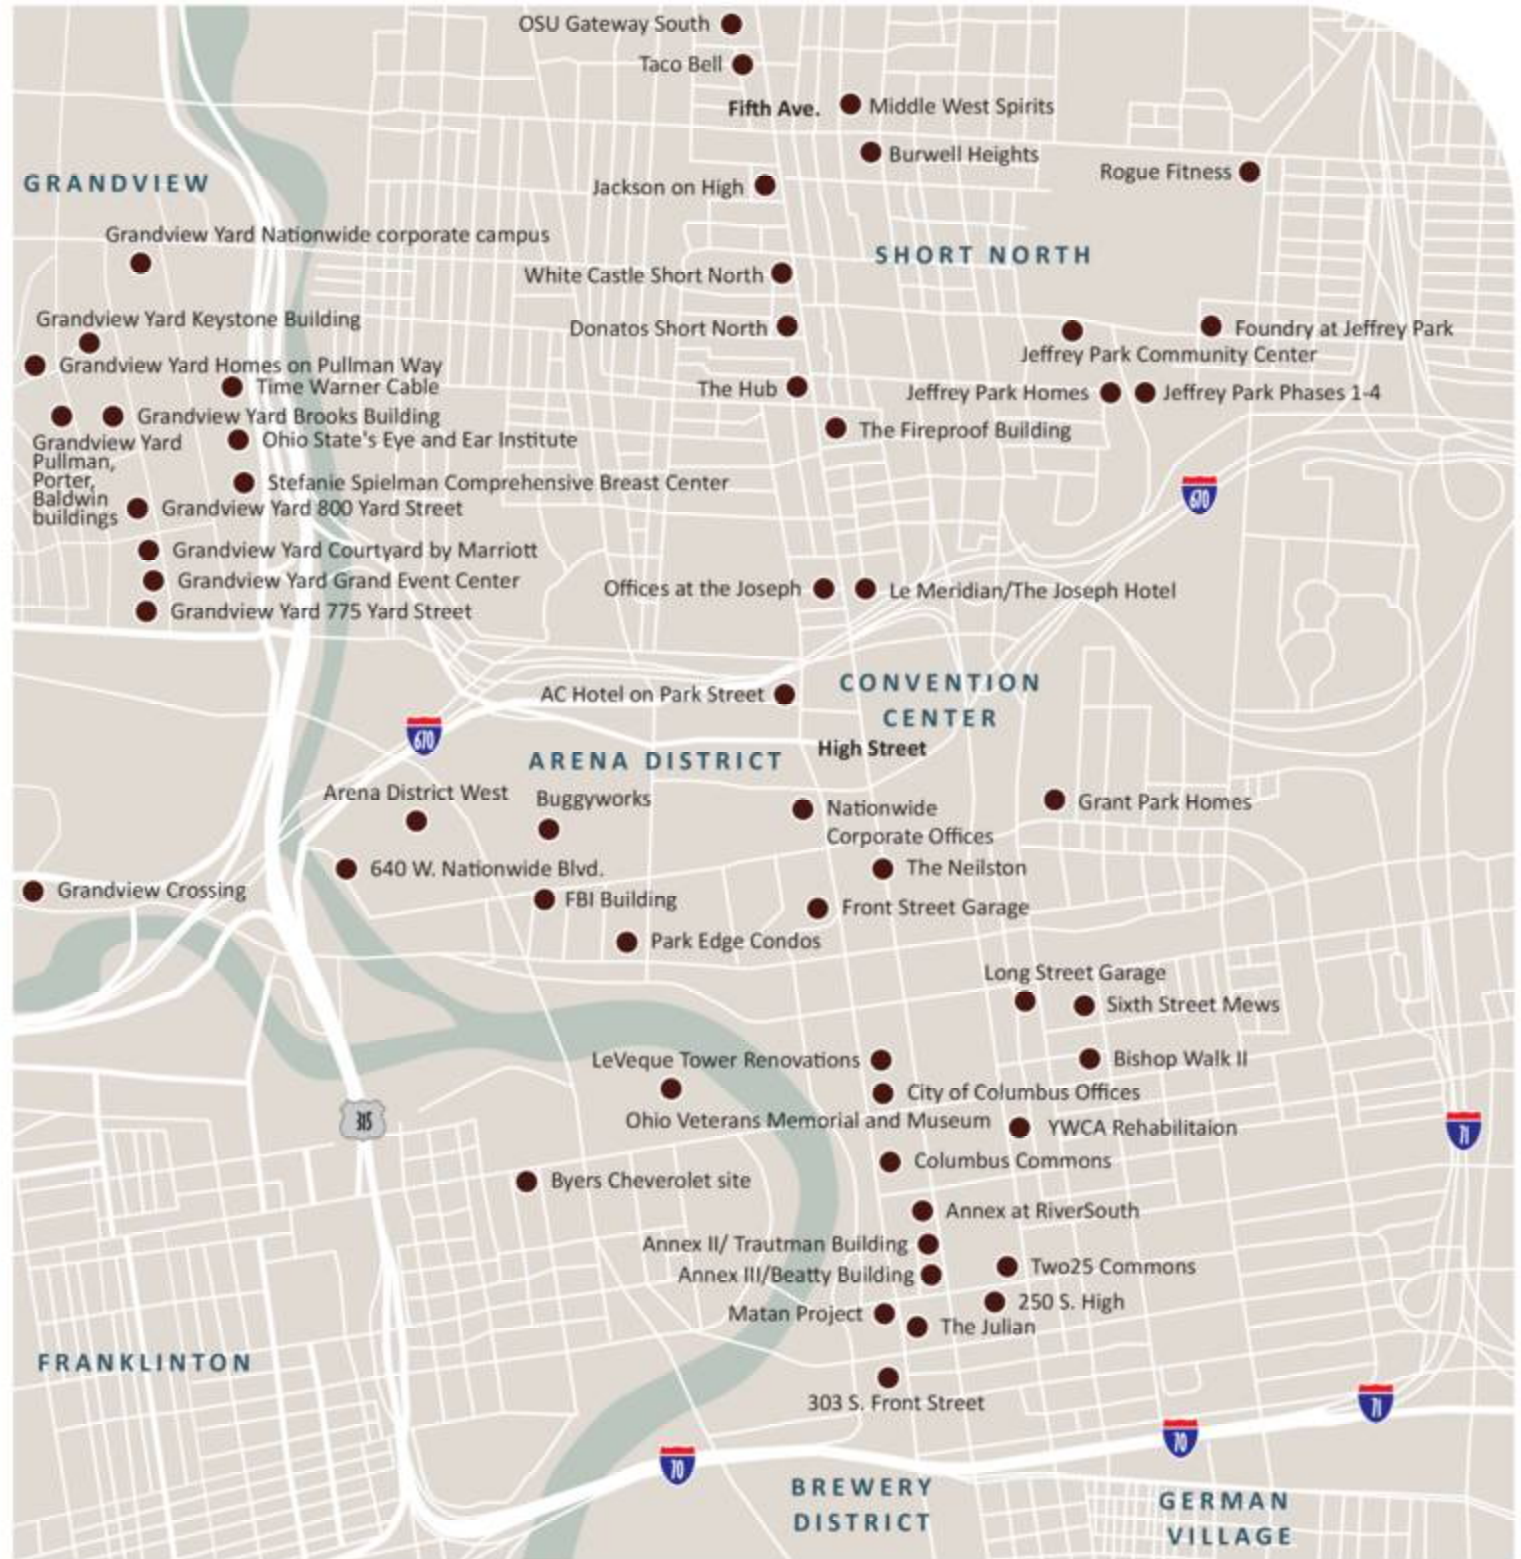 OSU Gateway South
Taco Bell
Fifth Ave.
Middle West Spirits
Burwell Heights
Rogue Fitness
GRANDVIEW
Jackson on High
Grandview Yard Nationwide corporate campus
SHORT NORTH
White Castle Short North
Grandview Yard Keystone Building
Donatos Short North
Foundry at Jeffrey Park
Jeffrey Park Community Center
Grandview Yard Homes on Pullman Way
Time Warner Cable
The Hub
Jeffrey Park Homes
Jeffrey Park Phases 1-4
Grandview Yard Brooks Building
The Fireproof Building
Grandview Yard
Pullman,
Porter,
Baldwin
buildings
Ohio State's Eye and Ear Institute
Stefanie Spielman Comprehensive Breast Center
670
Grandview Yard 800 Yard Street
Grandview Yard Courtyard by Marriott
Grandview Yard Grand Event Center
Offices at the Joseph
Le Meridian/The Joseph Hotel
Grandview Yard 775 Yard Street
AC Hotel on Park Street
CONVENTION
CENTER
670
High Street
ARENA DISTRICT
Arena District West
Buggyworks
Nationwide
Corporate Offices
Grant Park Homes
640 W. Nationwide Blvd.
The Neilston
Grandview Crossing
FBI Building
Front Street Garage
Park Edge Condos
Long Street Garage
Sixth Street Mews
LeVeque Tower Renovations
Bishop Walk II
City of Columbus Offices
Ohio Veterans Memorial and Museum
315
YWCA Rehabilitaion
71
Columbus Commons
Byers Cheverolet site
Annex at RiverSouth
Annex II/ Trautman Building
Two25 Commons
Annex III/Beatty Building
250 S. High
Matan Project
The Julian
FRANKLINTON
303 S. Front Street
71
70
70
BREWERY
DISTRICT
GERMAN
VILLAGE